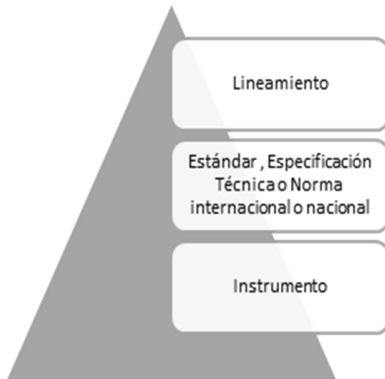 Lineamiento
Estándar , Especificación
Técnica o Norma
internacional o nacional
Instrumento